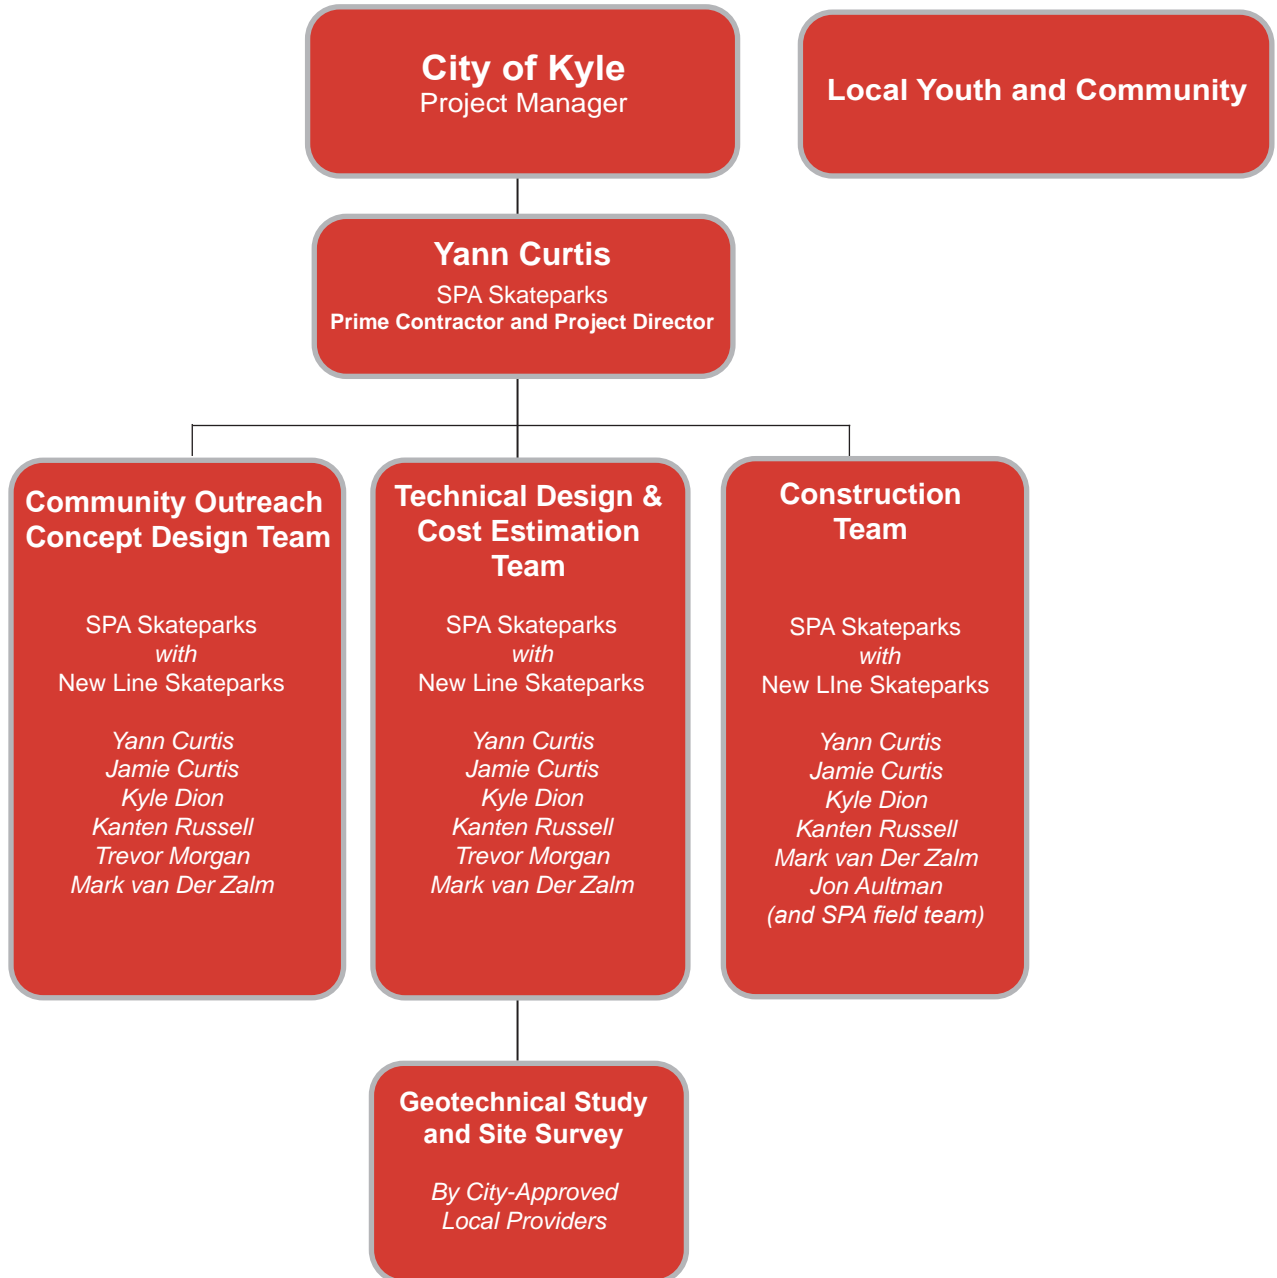 City of Kyle
Project Manager
Local Youth and Community
Yann Curtis
SPA Skateparks
Prime Contractor and Project Director
Community Outreach
Concept Design Team
SPA Skateparks
with
New Line Skateparks
Yann Curtis
Jamie Curtis
Kyle Dion
Kanten Russell
Trevor Morgan
Mark van Der Zalm
Technical Design &
Cost Estimation
Team
SPA Skateparks
with
New Line Skateparks
Yann Curtis
Jamie Curtis
Kyle Dion
Kanten Russell
Trevor Morgan
Mark van Der Zalm
Construction
Team
SPA Skateparks
with
New LIne Skateparks
Yann Curtis
Jamie Curtis
Kyle Dion
Kanten Russell
Mark van Der Zalm
Jon Aultman
(and SPA field team)
Geotechnical Study
and Site Survey
By City-Approved
Local Providers